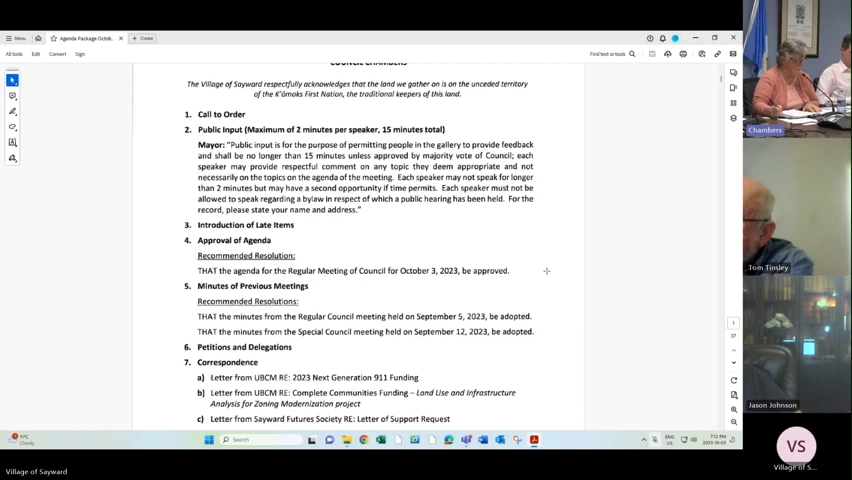 Menu
Agenda Package Octob...
Create
All tools
Edit
Convert
Sign
Find text or tools
COUNCIL CHAMBERS
The Village of Sayward respectfully acknowledges that the land we gather on is on the unceded territory
of the K'ómoks First Nation, the traditional keepers of this land.
1. Call to Order
2. Public Input (Maximum of 2 minutes per speaker, 15 minutes total)
Mayor: "Public input is for the purpose of permitting people in the gallery to provide feedback
and shall be no longer than 15 minutes unless approved by majority vote of Council; each
speaker may provide respectful comment on any topic they deem appropriate and not
necessarily on the topics on the agenda of the meeting. Each speaker may not speak for longer
than 2 minutes but may have a second opportunity if time permits. Each speaker must not be
allowed to speak regarding a bylaw in respect of which a public hearing has been held. For the
record, please state your name and address."
3. Introduction of Late Items
4. Approval of Agenda
Recommended Resolution:
THAT the agenda for the Regular Meeting of Council for October 3, 2023, be approved.
5. Minutes of Previous Meetings
Recommended Resolutions:
THAT the minutes from the Regular Council meeting held on September 5, 2023, be adopted.
THAT the minutes from the Special Council meeting held on September 12, 2023, be adopted.
6. Petitions and Delegations
7. Correspondence
a) Letter from UBCM RE: 2023 Next Generation 911 Funding
b) Letter from UBCM RE: Complete Communities Funding – Land Use and Infrastructure
Analysis for Zoning Modernization project
c) Letter from Sayward Futures Society RE: Letter of Support Request
1
37
11°C
Cloudy
Search
ENG
US
7:13 PM
2023-10-03
Chambers
Tom Tinsley
Jason Johnson
VS
Village of S...
Village of Sayward